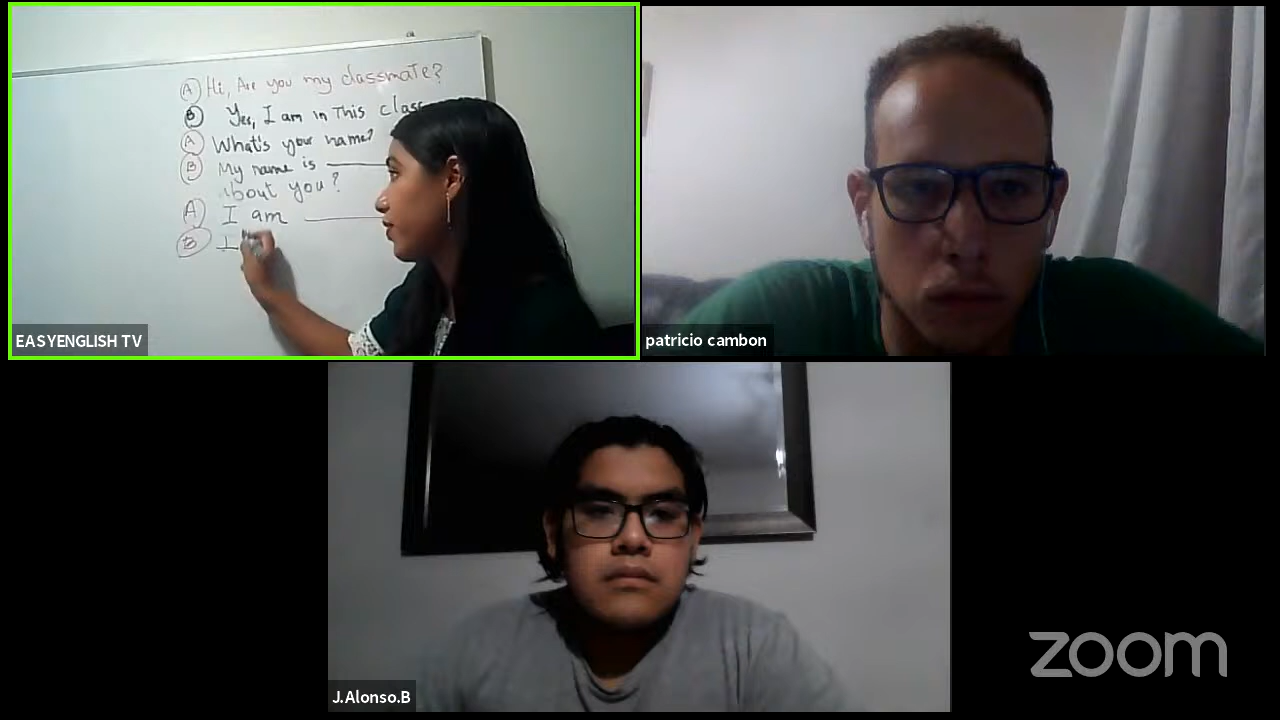 A Hi, Are you my classmate?
B Yes, I am in This class
A What's your name?
B My name is
about you?
A I am
B I
EASYENGLISH TV
patricio cambon
J.Alonso.B
zoom